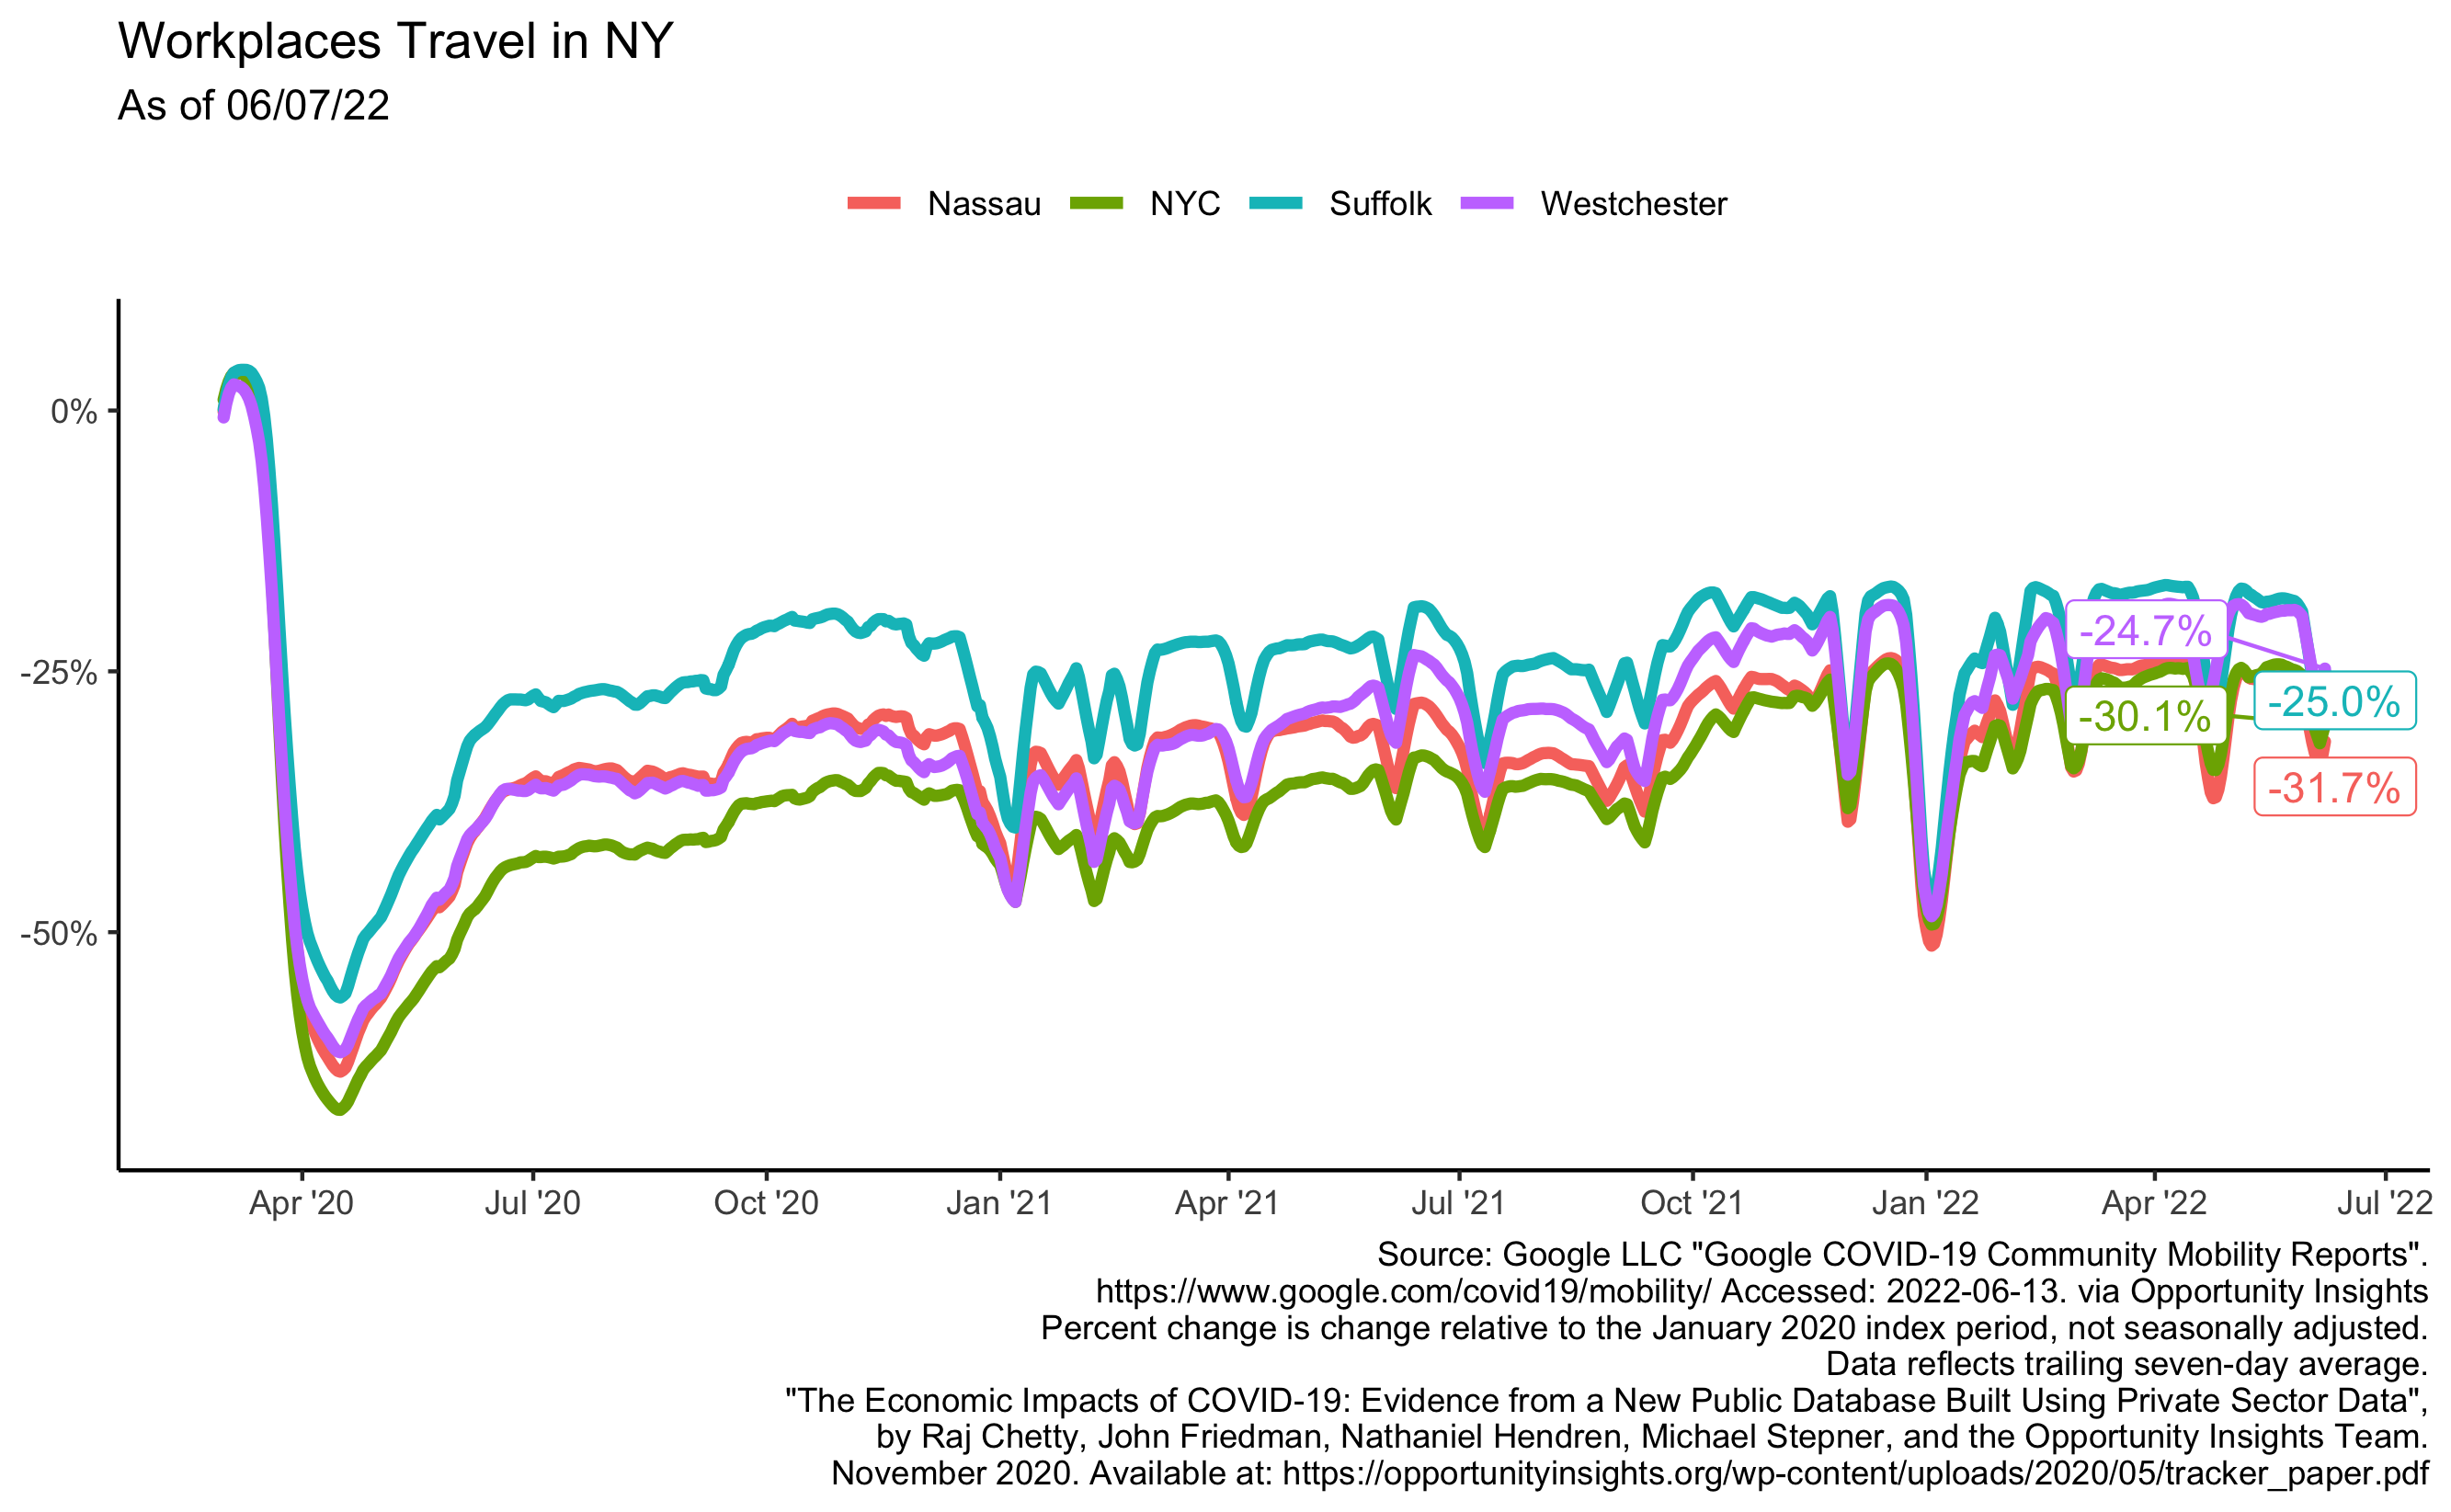 Workplaces Travel in NY
As of 06/07/22
Nassau NYC Suffolk Westchester
0%
-25%
-50%
-24.7%
-25.0%
-30.1%
-31.7%
Apr '20 Jul '20 Oct '20 Jan '21 Apr '21 Jul '21 Oct '21 Jan '22 Apr '22 Jul '22
Source: Google LLC "Google COVID-19 Community Mobility Reports".
https://www.google.com/covid19/mobility/ Accessed: 2022-06-13. via Opportunity Insights
Percent change is change relative to the January 2020 index period, not seasonally adjusted.
Data reflects trailing seven-day average.
"The Economic Impacts of COVID-19: Evidence from a New Public Database Built Using Private Sector Data",
by Raj Chetty, John Friedman, Nathaniel Hendren, Michael Stepner, and the Opportunity Insights Team.
November 2020. Available at: https://opportunityinsights.org/wp-content/uploads/2020/05/tracker_paper.pdf